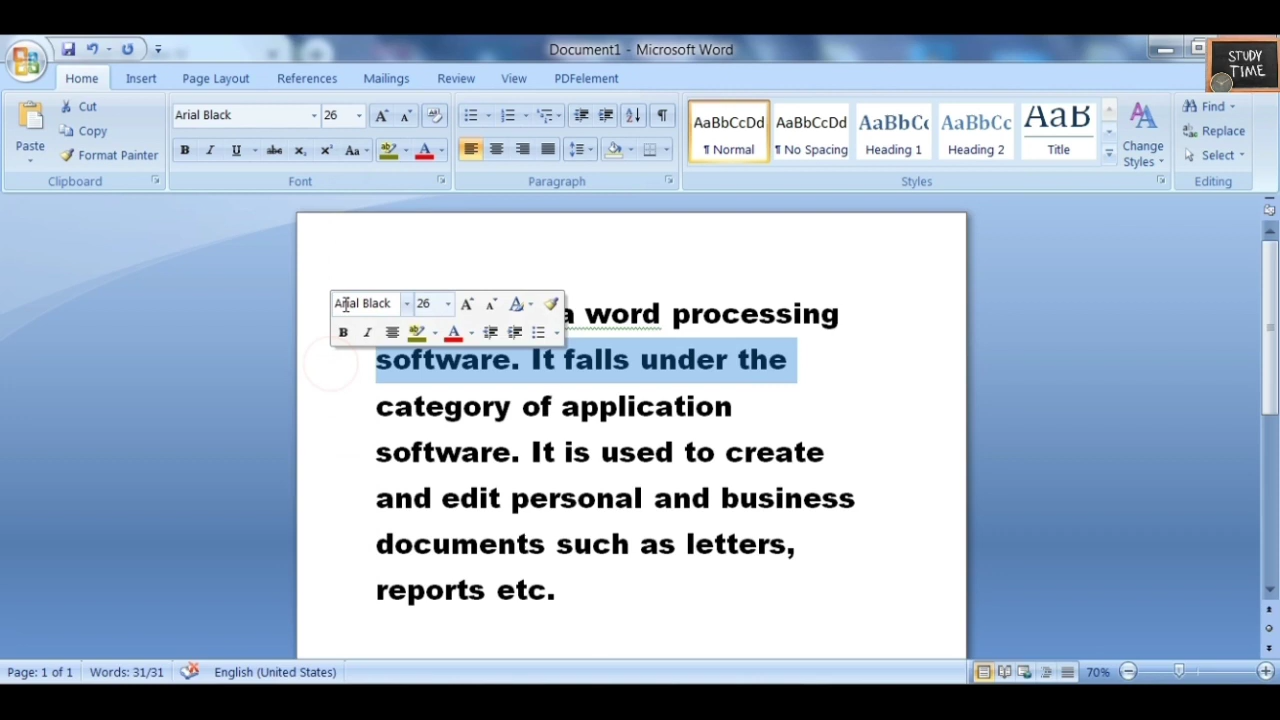 Document1 - Microsoft Word
STUDY
TIME
Home Insert Page Layout References Mailings Review View PDFelement
Cut
Copy
Format Painter
Paste
Clipboard
Arial Black 26
Font
Paragraph
AaBbCcDd AaBbCcDd AaBbCc AaBbCc AaB
¶ Normal ¶ No Spacing Heading 1 Heading 2 Title
Change
Styles
Styles
Find
Replace
Select
Editing
Arial Black 26
a word processing
software. It falls under the
category of application
software. It is used to create
and edit personal and business
documents such as letters,
reports etc.
Page: 1 of 1 Words: 31/31 English (United States) 70%